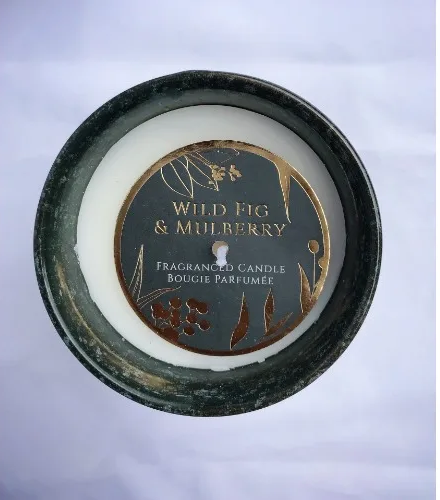 WILD FIG
& MULBERRY
FRAGRANCED CANDLE
BOUGIE PARFUMÉE